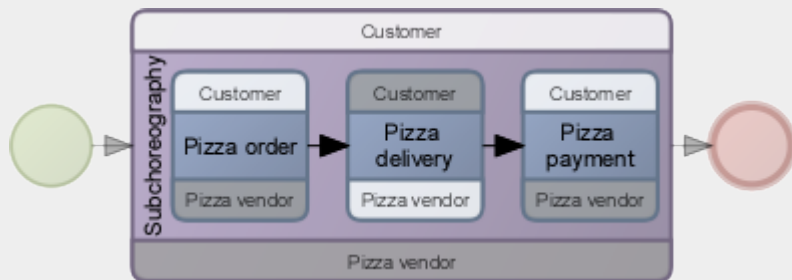 Customer
Subchoreography
Customer
Pizza order
Pizza vendor
Customer
Pizza
delivery
Pizza vendor
Customer
Pizza
payment
Pizza vendor
Pizza vendor